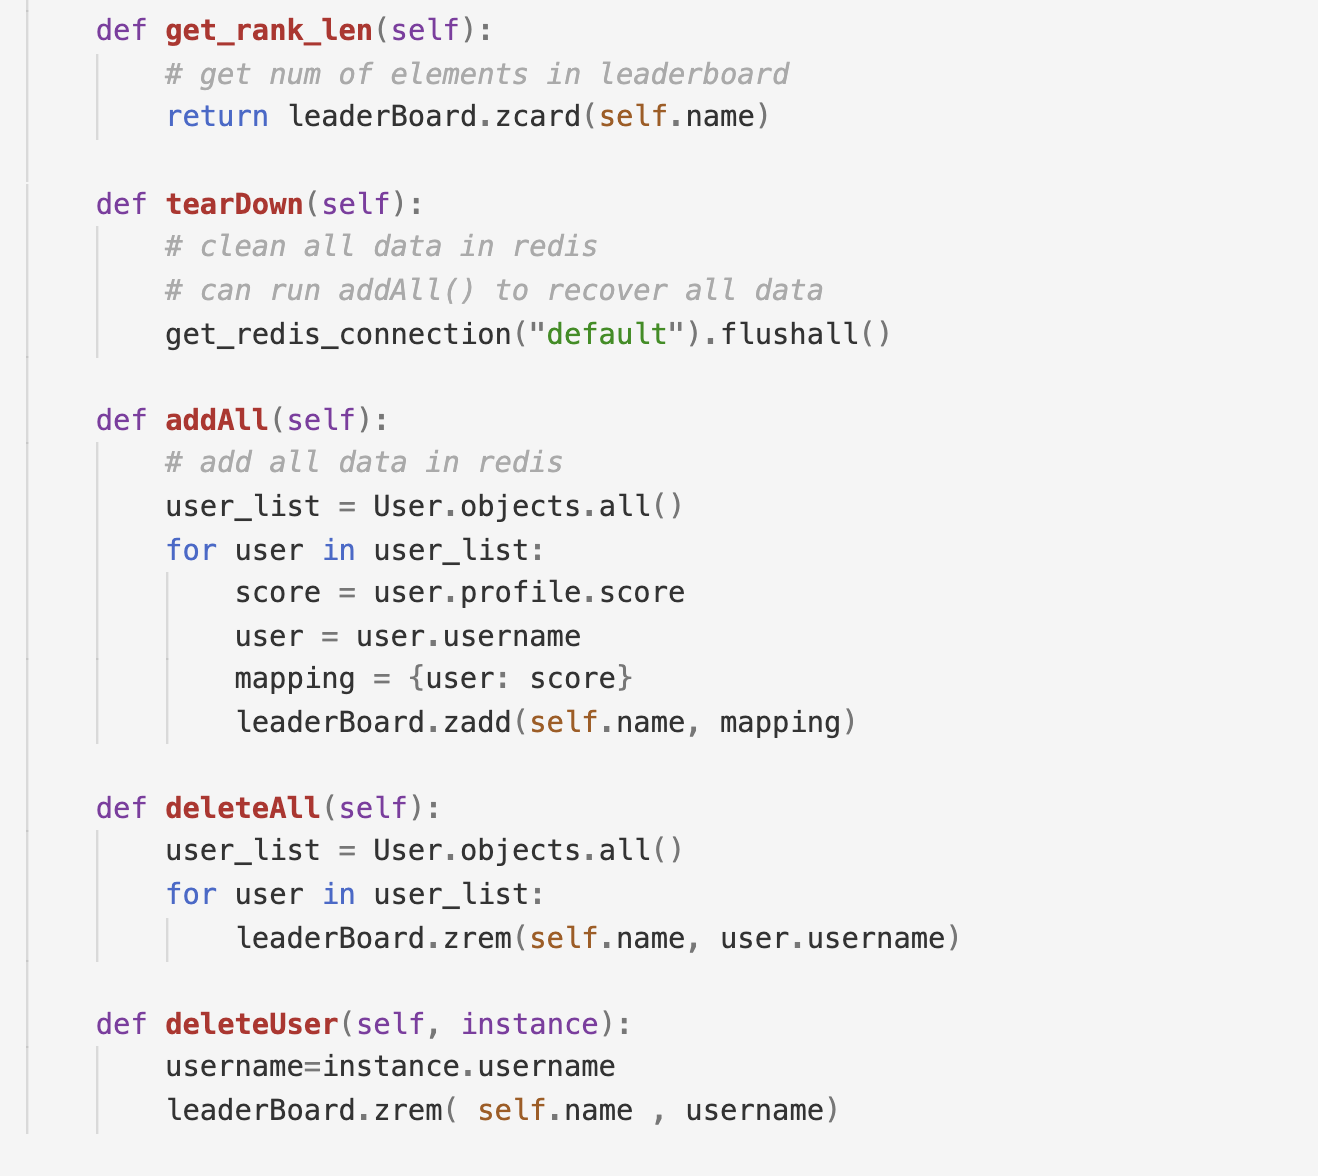 def get_rank_len(self):
    # get num of elements in leaderboard
    return leaderBoard.zcard(self.name)

def tearDown(self):
    # clean all data in redis
    # can run addAll() to recover all data
    get_redis_connection("default").flushall()

def addAll(self):
    # add all data in redis
    user_list = User.objects.all()
    for user in user_list:
        score = user.profile.score
        user = user.username
        mapping = {user: score}
        leaderBoard.zadd(self.name, mapping)

def deleteAll(self):
    user_list = User.objects.all()
    for user in user_list:
        leaderBoard.zrem(self.name, user.username)

def deleteUser(self, instance):
    username=instance.username
    leaderBoard.zrem( self.name , username)